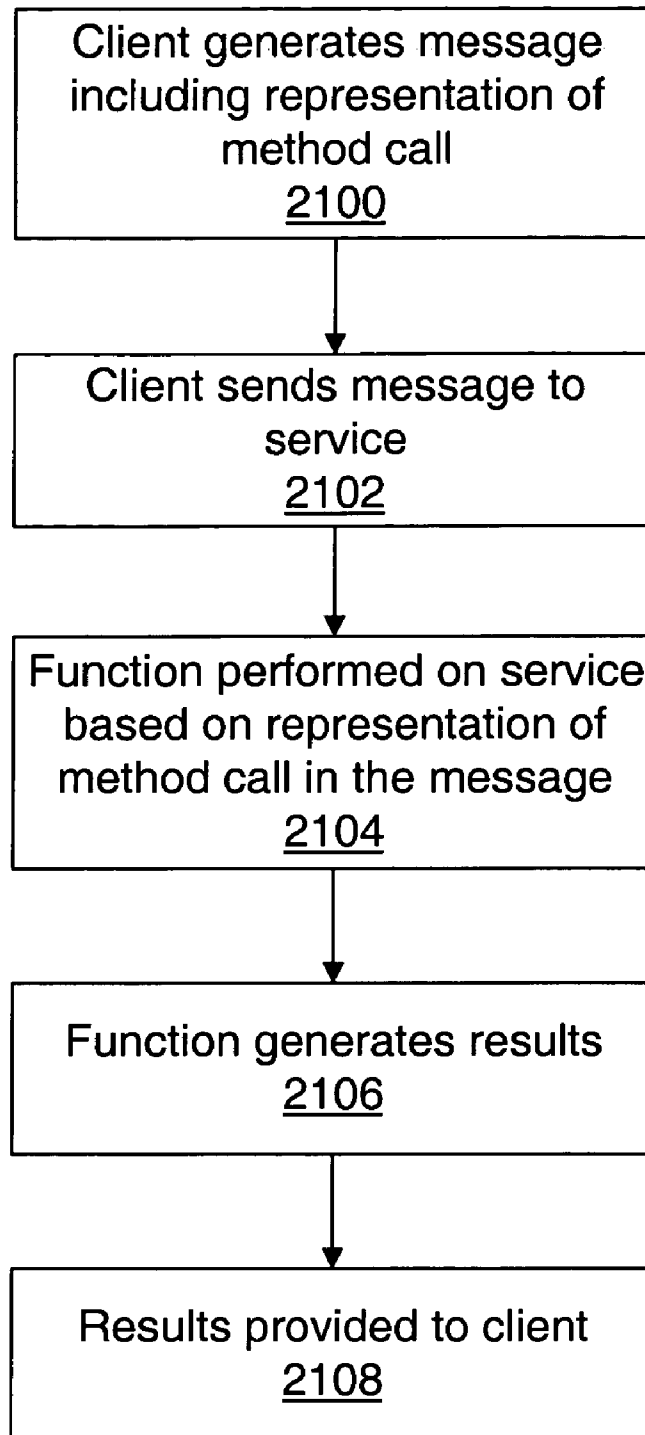 Client generates message
including representation of
method call
2100
Client sends message to
service
2102
Function performed on service
based on representation of
method call in the message
2104
Function generates results
2106
Results provided to client
2108